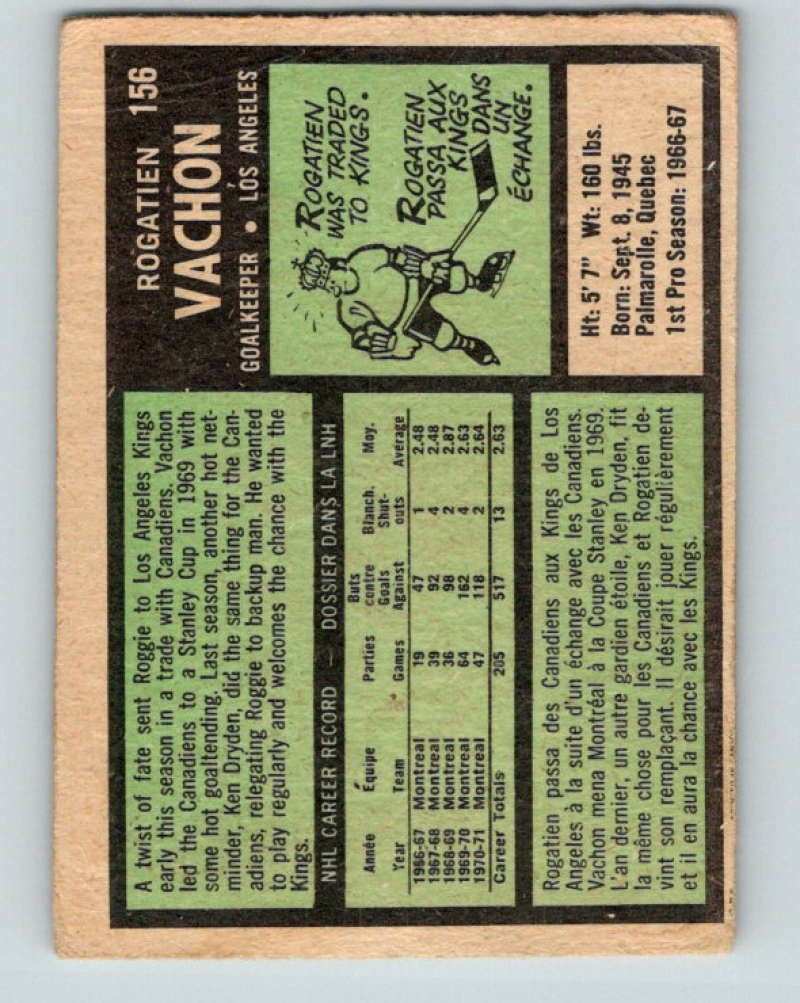 ROGATIEN 156
VACHON
GOALKEEPER • LOS ANGELES
A twist of fate sent Roggie to Los Angeles Kings
early this season in a trade with Canadiens. Vachon
led the Canadiens to a Stanley Cup in 1969 with
some hot goaltending. Last season, another hot net-
minder, Ken Dryden, did the same thing for the Can-
adiens, relegating Roggie to backup man. He wanted
to play regularly and welcomes the chance with the
Kings.
ROGATIEN
WAS TRADED
TO KINGS.
ROGATIEN
PASSA AUX
KINGS
DANS
UN
ÉCHANGE.
NHL CAREER RECORD — DOSSIER DANS LA LNH
Année Équipe Parties Buts contre Blanch. Moy.
Year Team Games Goals Against Shut-outs Average
1966-67 Montreal 19 47 1 2.48
1967-68 Montreal 39 92 4 2.48
1968-69 Montreal 36 98 2 2.87
1969-70 Montreal 64 162 4 2.63
1970-71 Montreal 47 118 2 2.64
Career Totals 205 517 13 2.63
Ht: 5' 7" Wt: 160 lbs.
Born: Sept. 8, 1945
Palmarolle, Quebec
1st Pro Season: 1966-67
Rogatien passa des Canadiens aux Kings de Los
Angeles à la suite d'un échange avec les Canadiens.
Vachon mena Montréal à la Coupe Stanley en 1969.
L'an dernier, un autre gardien étoile, Ken Dryden, fit
la même chose pour les Canadiens et Rogatien de-
vint son remplaçant. Il désirait jouer régulièrement
et il en aura la chance avec les Kings.